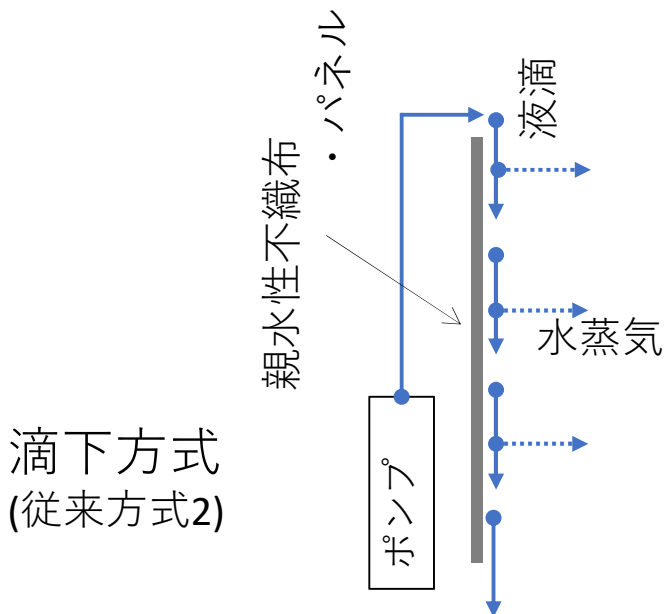 親水性不織布
・パネル
液滴
水蒸気
ポンプ
滴下方式
(従来方式2)